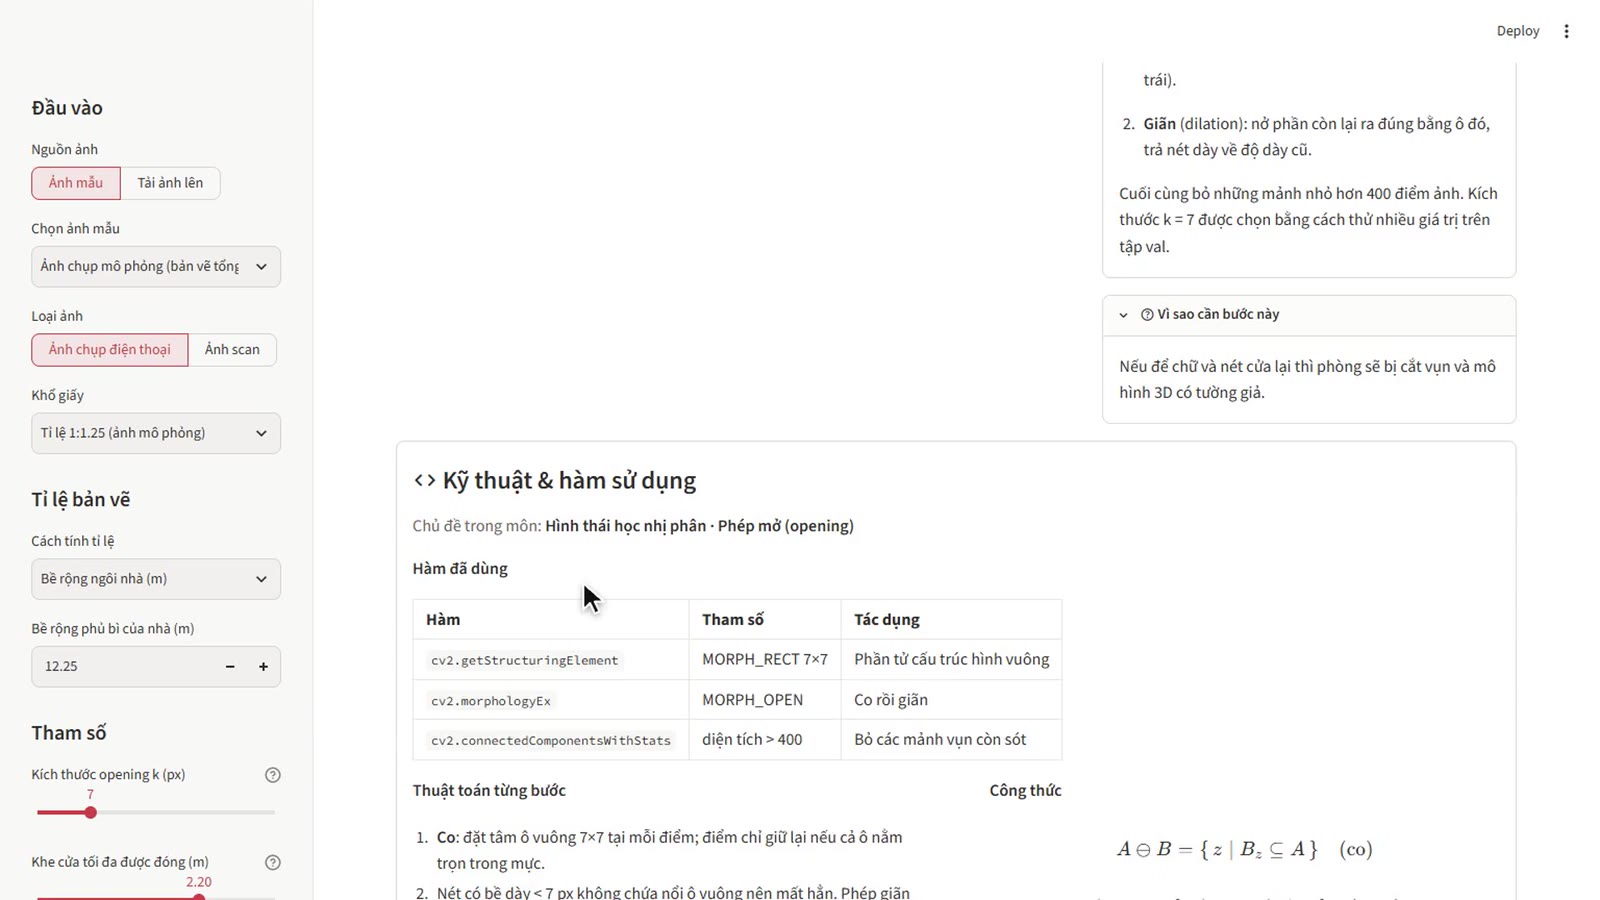 Deploy
Đầu vào
Nguồn ảnh
Ảnh mẫu
Tải ảnh lên
Chọn ảnh mẫu
Ảnh chụp mô phỏng (bản vẽ tổng
Loại ảnh
Ảnh chụp điện thoại
Ảnh scan
Khổ giấy
Tỉ lệ 1:1.25 (ảnh mô phỏng)
Tỉ lệ bản vẽ
Cách tính tỉ lệ
Bề rộng ngôi nhà (m)
Bề rộng phủ bì của nhà (m)
12.25
Tham số
Kích thước opening k (px)
7
Khe cửa tối đa được đóng (m)
2.20
trái).
2. Giãn (dilation): nở phần còn lại ra đúng bằng ô đó,
trả nét dày về độ dày cũ.
Cuối cùng bỏ những mảnh nhỏ hơn 400 điểm ảnh. Kích
thước k = 7 được chọn bằng cách thử nhiều giá trị trên
tập val.
Vì sao cần bước này
Nếu để chữ và nét cửa lại thì phòng sẽ bị cắt vụn và mô
hình 3D có tường giả.
<> Kỹ thuật & hàm sử dụng
Chủ đề trong môn: Hình thái học nhị phân · Phép mở (opening)
Hàm đã dùng
Hàm Tham số Tác dụng
cv2.getStructuringElement MORPH_RECT 7×7 Phần tử cấu trúc hình vuông
cv2.morphologyEx MORPH_OPEN Co rồi giãn
cv2.connectedComponentsWithStats diện tích > 400 Bỏ các mảnh vụn còn sót
Thuật toán từng bước
1. Co: đặt tâm ô vuông 7×7 tại mỗi điểm; điểm chỉ giữ lại nếu cả ô nằm
trọn trong mực.
2. Nét có bề dày < 7 px không chứa nổi ô vuông nên mất hẳn. Phép giãn
Công thức
A ⊖ B = { z | B_z ⊆ A } (co)